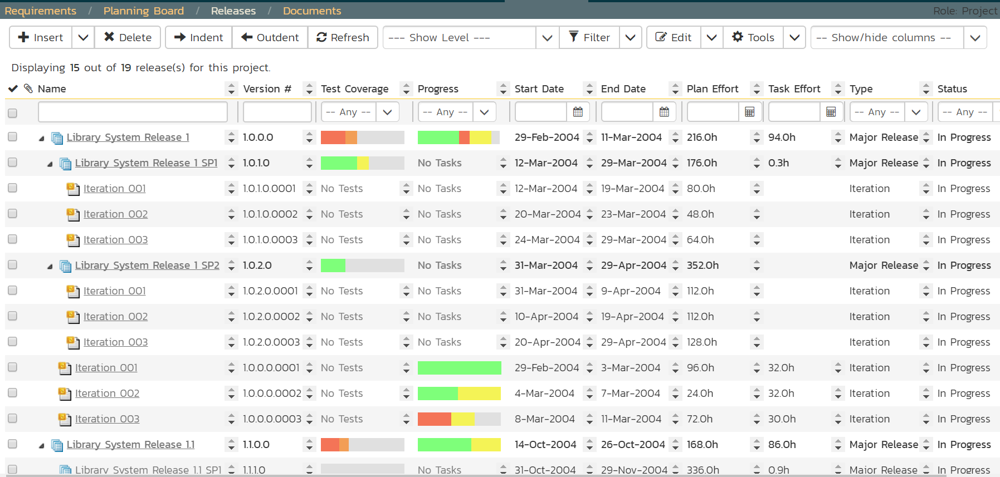 Requirements / Planning Board / Releases / Documents Role: Project
Insert Delete Indent Outdent Refresh --- Show Level --- Filter Edit Tools -- Show/hide columns --
Displaying 15 out of 19 release(s) for this project.
Name Version # Test Coverage Progress Start Date End Date Plan Effort Task Effort Type Status
-- Any -- -- Any -- -- Any -- -- Any --
Library System Release 1 1.0.0.0 29-Feb-2004 11-Mar-2004 216.0h 94.0h Major Release In Progress
Library System Release 1 SP1 1.0.1.0 No Tasks 12-Mar-2004 29-Mar-2004 176.0h 0.3h Major Release In Progress
Iteration 001 1.0.1.0.0001 No Tests No Tasks 12-Mar-2004 19-Mar-2004 80.0h Iteration In Progress
Iteration 002 1.0.1.0.0002 No Tests No Tasks 20-Mar-2004 23-Mar-2004 48.0h Iteration In Progress
Iteration 003 1.0.1.0.0003 No Tests No Tasks 24-Mar-2004 29-Mar-2004 64.0h Iteration In Progress
Library System Release 1 SP2 1.0.2.0 No Tasks 31-Mar-2004 29-Apr-2004 352.0h Major Release In Progress
Iteration 001 1.0.2.0.0001 No Tests No Tasks 31-Mar-2004 9-Apr-2004 112.0h Iteration In Progress
Iteration 002 1.0.2.0.0002 No Tests No Tasks 10-Apr-2004 19-Apr-2004 112.0h Iteration In Progress
Iteration 003 1.0.2.0.0003 No Tests No Tasks 20-Apr-2004 29-Apr-2004 128.0h Iteration In Progress
Iteration 001 1.0.0.0.0001 No Tests 29-Feb-2004 3-Mar-2004 96.0h 32.0h Iteration In Progress
Iteration 002 1.0.0.0.0002 No Tests 4-Mar-2004 7-Mar-2004 24.0h 32.0h Iteration In Progress
Iteration 003 1.0.0.0.0003 No Tests 8-Mar-2004 11-Mar-2004 72.0h 30.0h Iteration In Progress
Library System Release 1.1 1.1.0.0 14-Oct-2004 26-Oct-2004 168.0h 86.0h Major Release In Progress
Library System Release 1.1 SP1 1.1.1.0 No Tasks 31-Oct-2004 29-Nov-2004 336.0h 0.9h Major Release In Progress